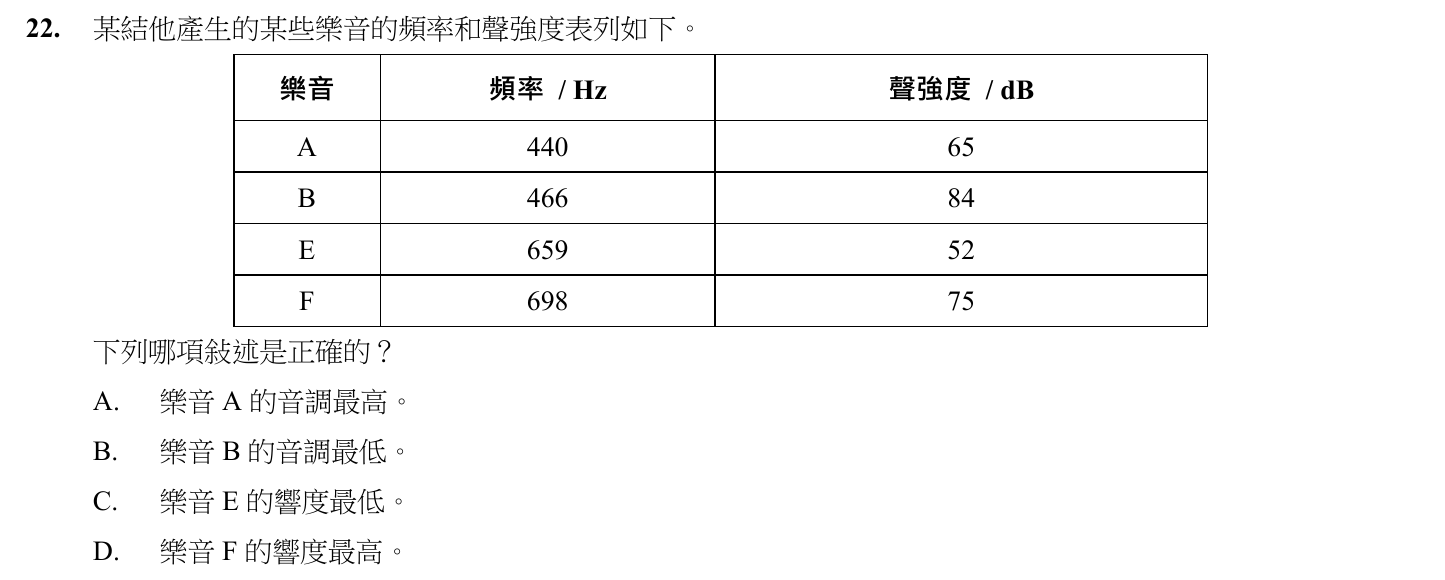 22. 某結他產生的某些樂音的頻率和聲強度表列如下。
樂音 頻率 / Hz 聲強度 / dB
A 440 65
B 466 84
E 659 52
F 698 75
下列哪項敍述是正確的？
A. 樂音 A 的音調最高。
B. 樂音 B 的音調最低。
C. 樂音 E 的響度最低。
D. 樂音 F 的響度最高。